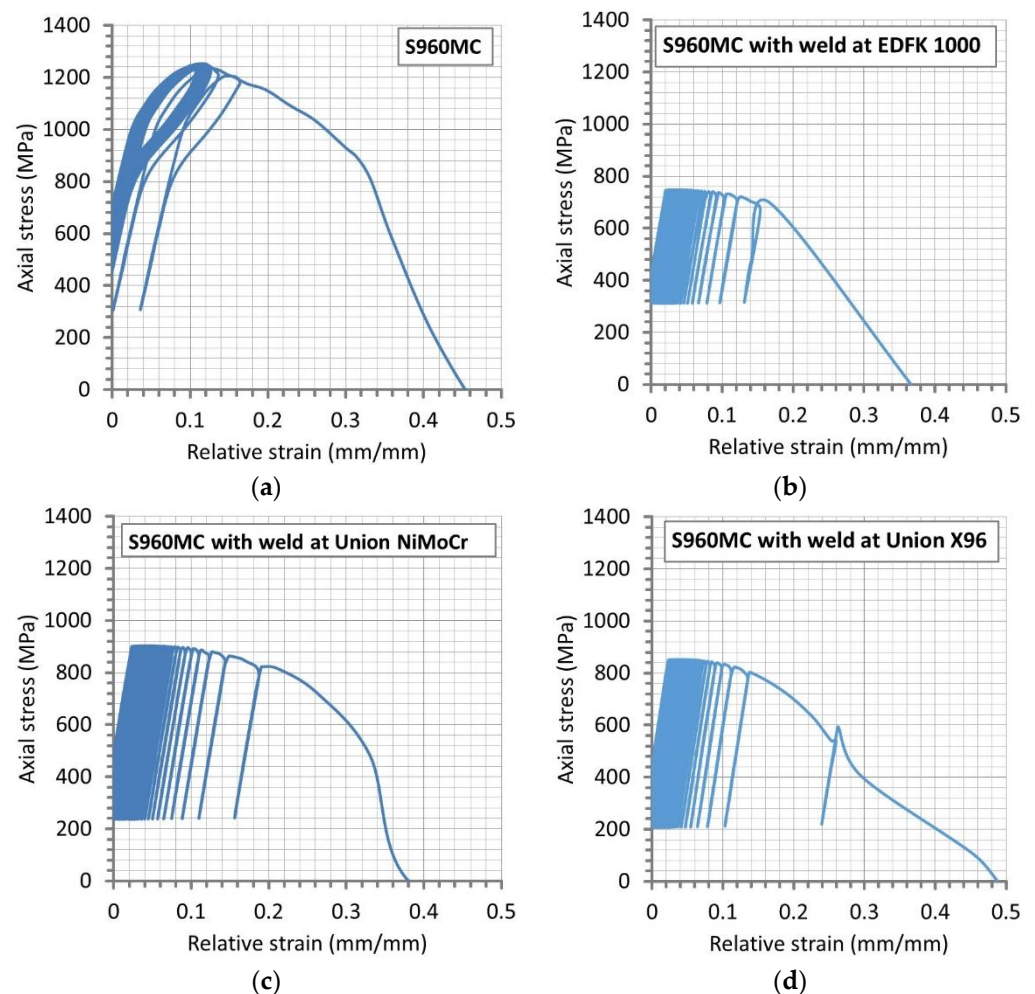 S960MC
Axial stress (MPa)
1400
1200
1000
800
600
400
200
0
0 0.1 0.2 0.3 0.4 0.5
Relative strain (mm/mm)
(a)
S960MC with weld at EDFK 1000
Axial stress (MPa)
1400
1200
1000
800
600
400
200
0
0 0.1 0.2 0.3 0.4 0.5
Relative strain (mm/mm)
(b)
S960MC with weld at Union NiMoCr
Axial stress (MPa)
1400
1200
1000
800
600
400
200
0
0 0.1 0.2 0.3 0.4 0.5
Relative strain (mm/mm)
(c)
S960MC with weld at Union X96
Axial stress (MPa)
1400
1200
1000
800
600
400
200
0
0 0.1 0.2 0.3 0.4 0.5
Relative strain (mm/mm)
(d)